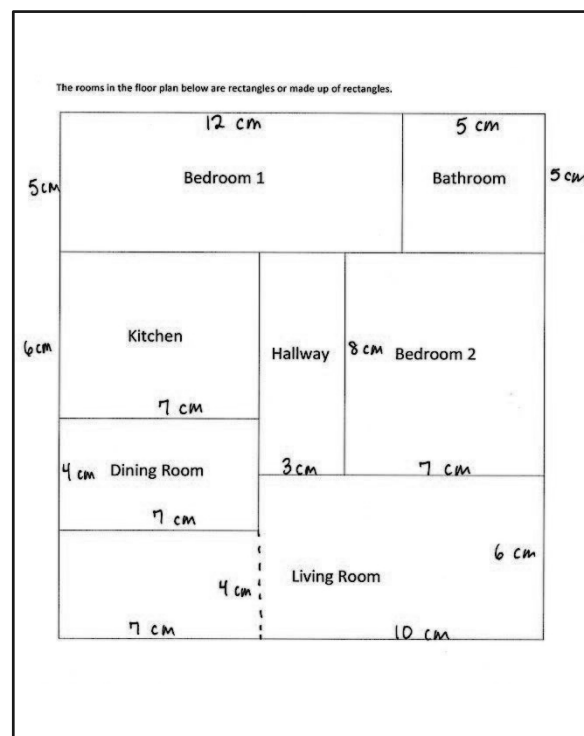 The rooms in the floor plan below are rectangles or made up of rectangles.
12 cm
5 cm
5cm
Bedroom 1
Bathroom
5 cm
6cm
Kitchen
Hallway
8 cm
Bedroom 2
7 cm
4 cm
Dining Room
3cm
7 cm
7 cm
4 cm
Living Room
6 cm
7 cm
10 cm